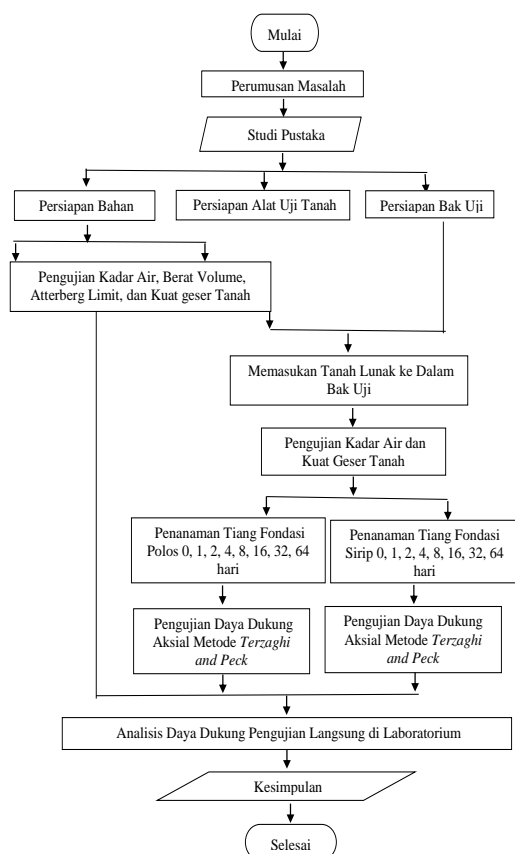 Mulai
Perumusan Masalah
Studi Pustaka
Persiapan Bahan
Persiapan Alat Uji Tanah
Persiapan Bak Uji
Pengujian Kadar Air, Berat Volume,
Atterberg Limit, dan Kuat geser Tanah
Memasukan Tanah Lunak ke Dalam
Bak Uji
Pengujian Kadar Air dan
Kuat Geser Tanah
Penanaman Tiang Fondasi
Polos 0, 1, 2, 4, 8, 16, 32, 64
hari
Penanaman Tiang Fondasi
Sirip 0, 1, 2, 4, 8, 16, 32, 64
hari
Pengujian Daya Dukung
Aksial Metode Terzaghi
and Peck
Pengujian Daya Dukung
Aksial Metode Terzaghi
and Peck
Analisis Daya Dukung Pengujian Langsung di Laboratorium
Kesimpulan
Selesai